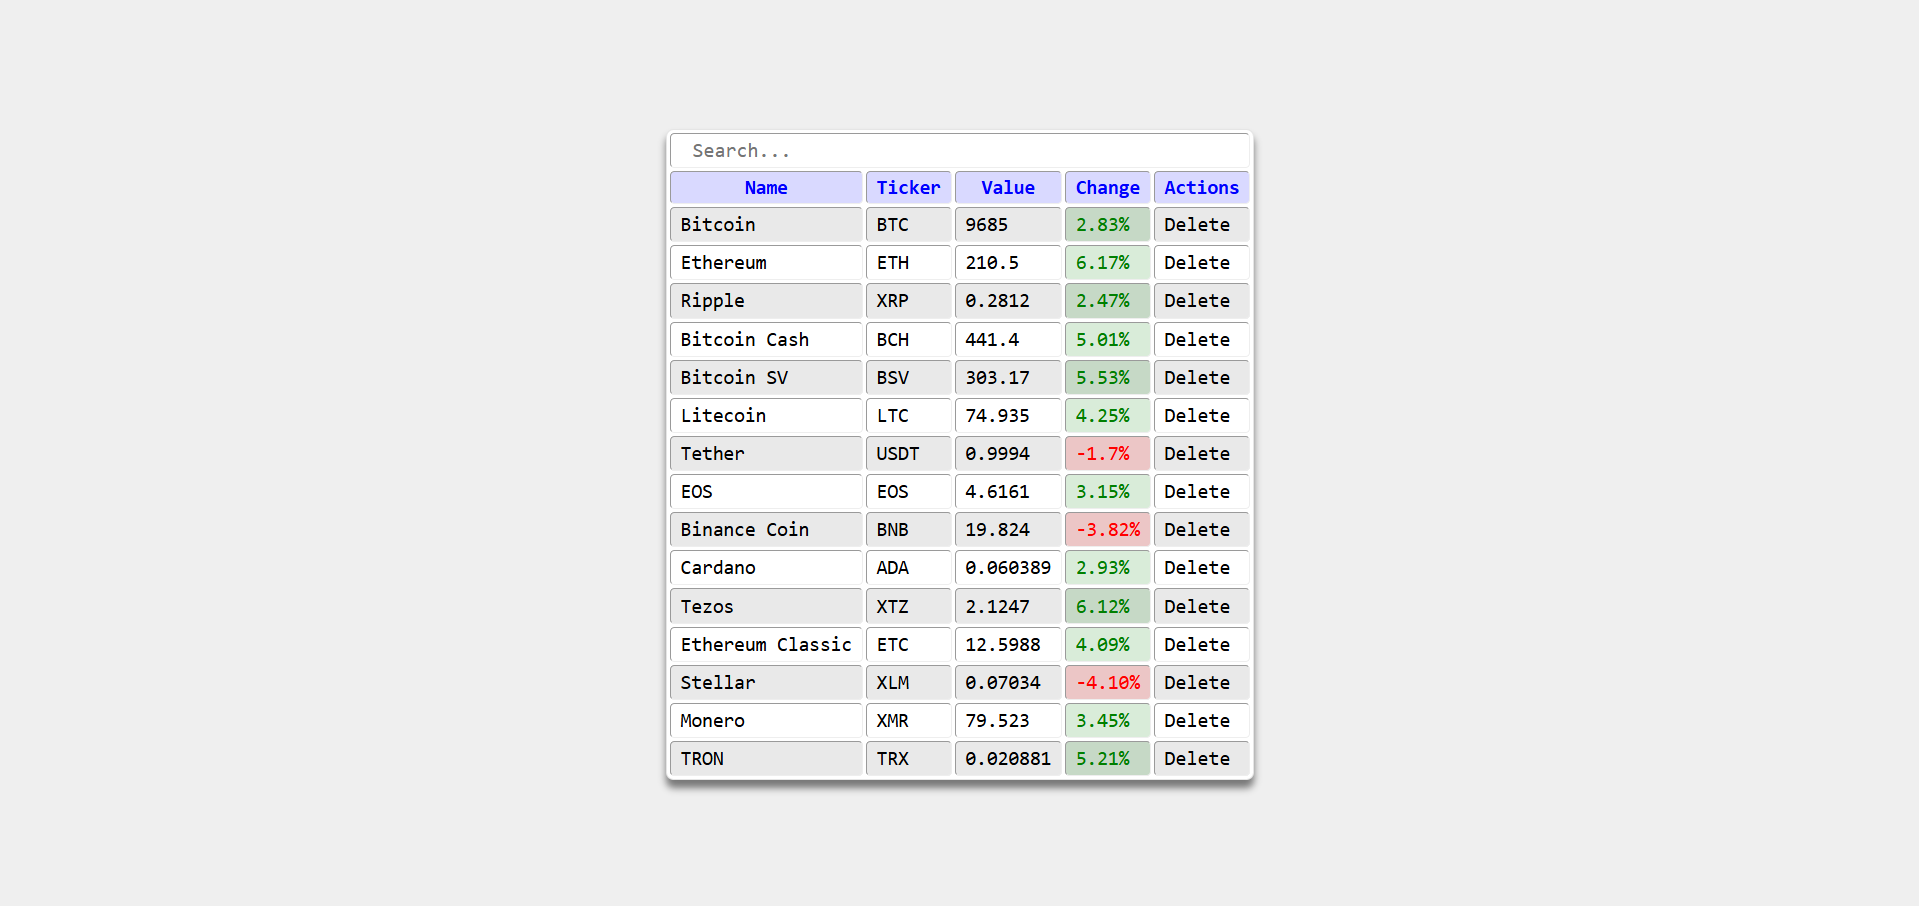 Search...
Name Ticker Value Change Actions
Bitcoin BTC 9685 2.83% Delete
Ethereum ETH 210.5 6.17% Delete
Ripple XRP 0.2812 2.47% Delete
Bitcoin Cash BCH 441.4 5.01% Delete
Bitcoin SV BSV 303.17 5.53% Delete
Litecoin LTC 74.935 4.25% Delete
Tether USDT 0.9994 -1.7% Delete
EOS EOS 4.6161 3.15% Delete
Binance Coin BNB 19.824 -3.82% Delete
Cardano ADA 0.060389 2.93% Delete
Tezos XTZ 2.1247 6.12% Delete
Ethereum Classic ETC 12.5988 4.09% Delete
Stellar XLM 0.07034 -4.10% Delete
Monero XMR 79.523 3.45% Delete
TRON TRX 0.020881 5.21% Delete